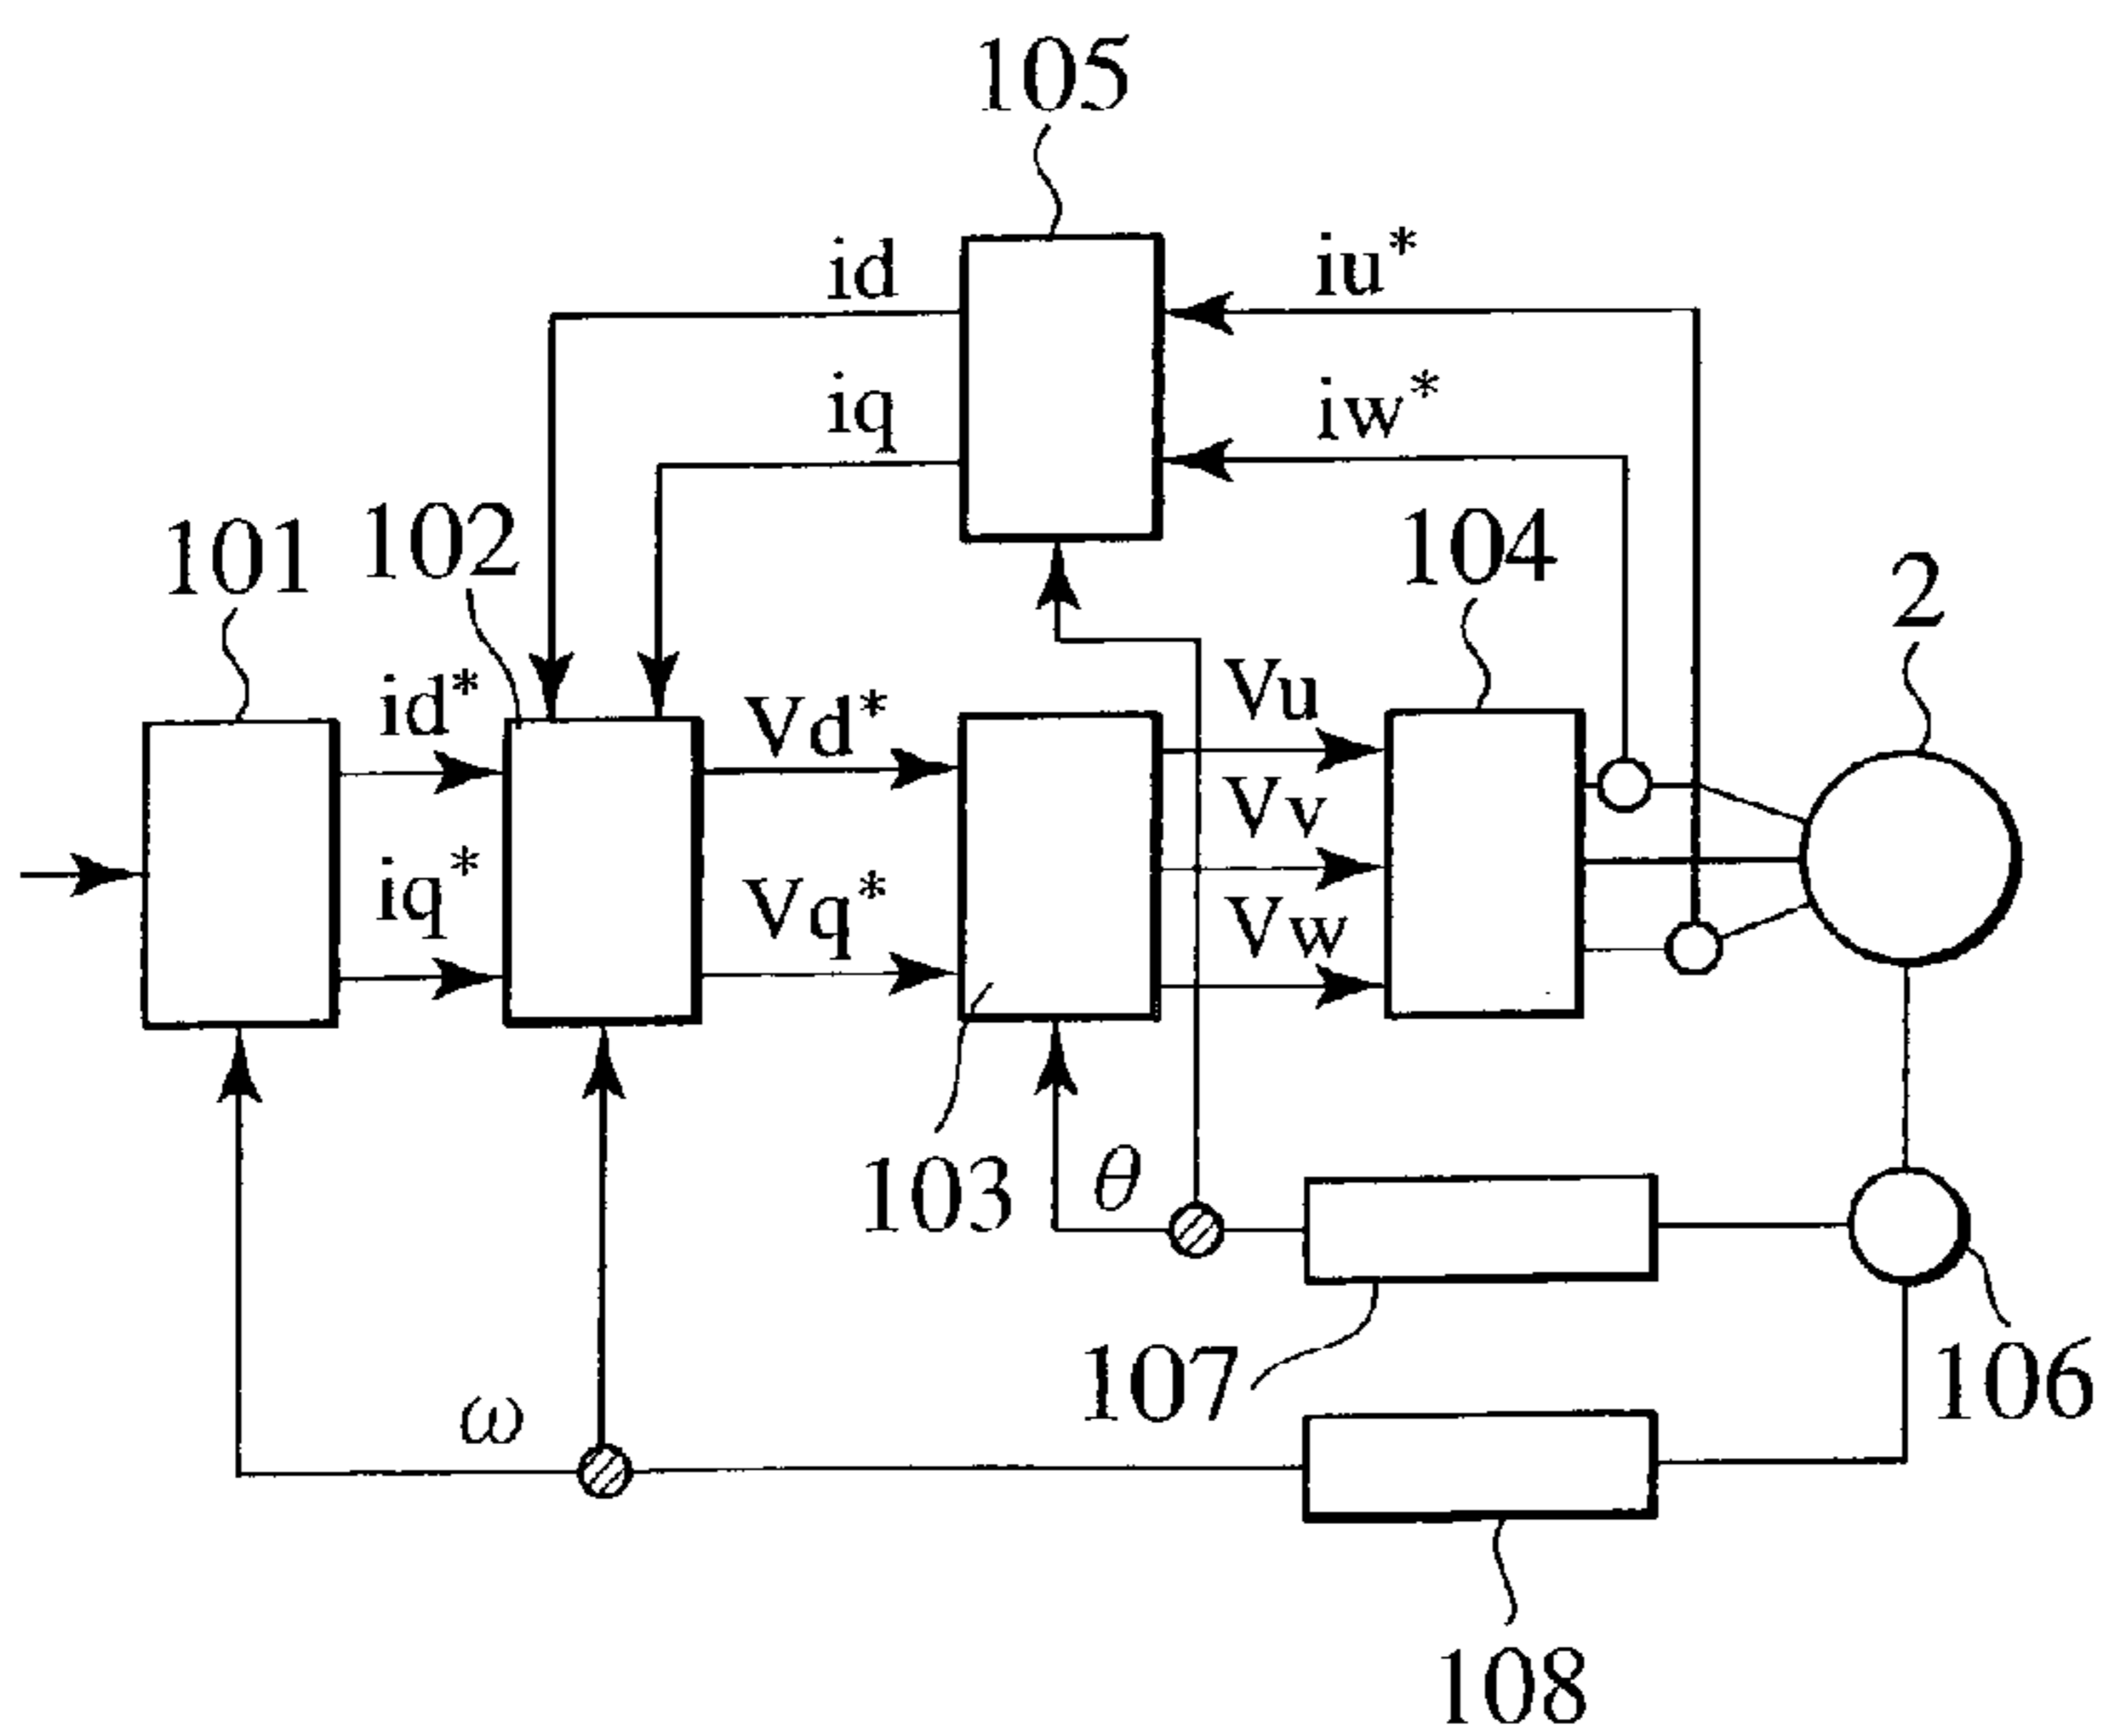 105
id
iu*
iq
iw*
101
102
104
2
id*
Vd*
Vu
Vv
iq*
Vq*
Vw
103
θ
107
106
ω
108